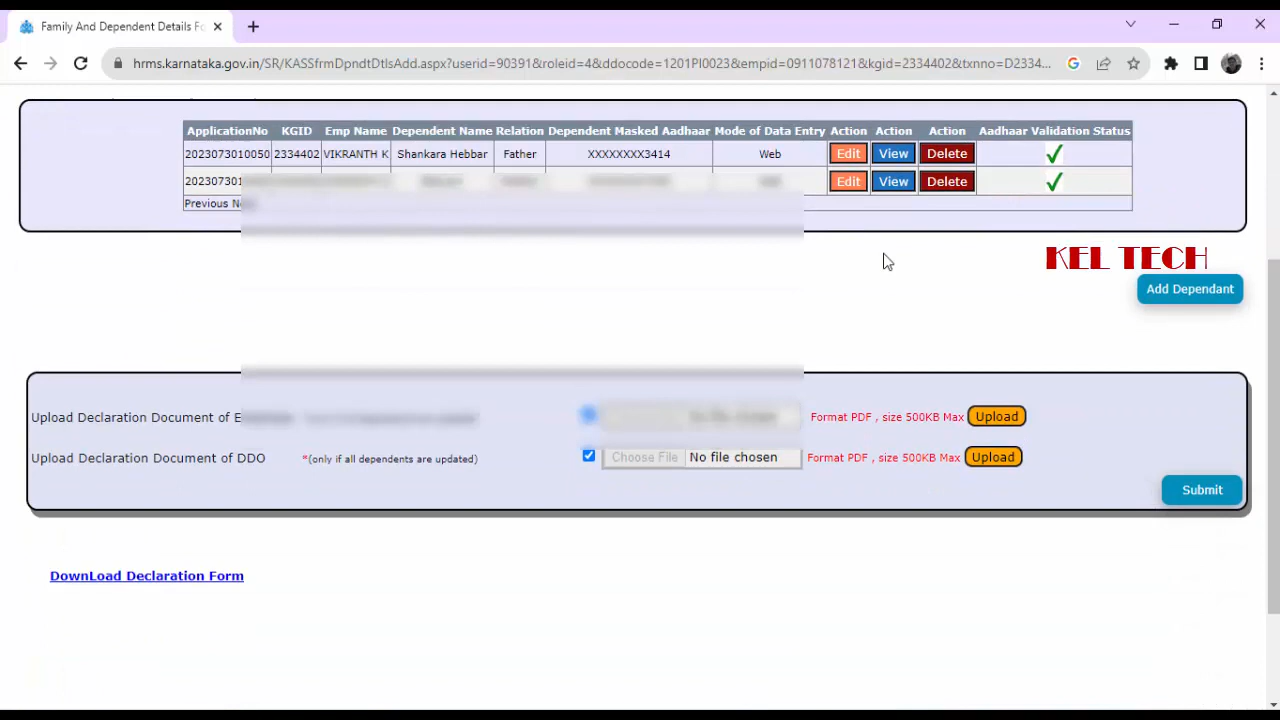 Family And Dependent Details Fo
hrms.karnataka.gov.in/SR/KASSfrmDpndtDtlsAdd.aspx?userid=90391&roleid=4&ddocode=1201PI0023&empid=0911078121&kgid=2334402&txnno=D2334...
ApplicationNo KGID Emp Name Dependent Name Relation Dependent Masked Aadhaar Mode of Data Entry Action Action Action Aadhaar Validation Status
2023073010050 2334402 VIKRANTH K Shankara Hebbar Father XXXXXXXX3414 Web Edit View Delete
Edit View Delete
Previous
KEL TECH
Add Dependant
Upload Declaration Document of
Format PDF , size 500KB Max Upload
Upload Declaration Document of DDO *(only if all dependents are updated) Choose File No file chosen Format PDF , size 500KB Max Upload
Submit
DownLoad Declaration Form